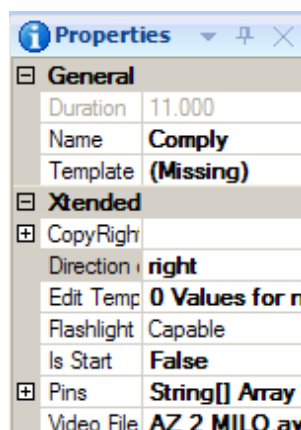 Properties
General
Duration 11.000
Name Comply
Template (Missing)
Xtended
CopyRigh
Direction right
Edit Temp 0 Values for n
Flashlight Capable
Is Start False
Pins String[] Array
Video File AZ 2 MILO.av